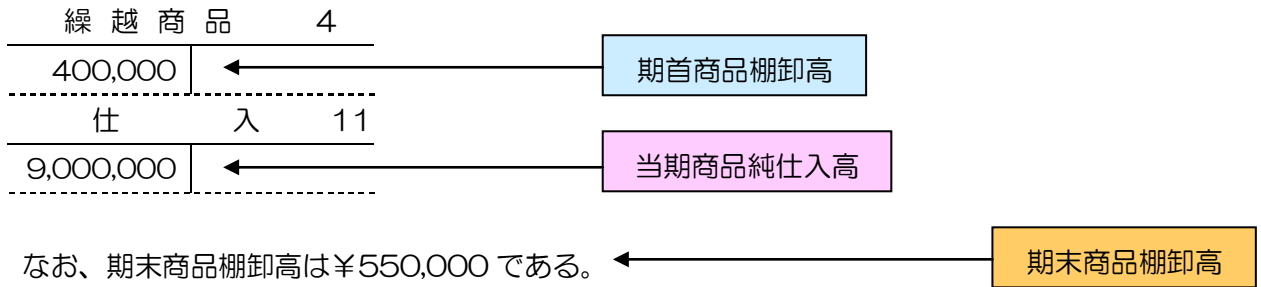 繰越商品 4
400,000
期首商品棚卸高
仕入 11
9,000,000
当期商品純仕入高
なお、期末商品棚卸高は￥550,000 である。
期末商品棚卸高